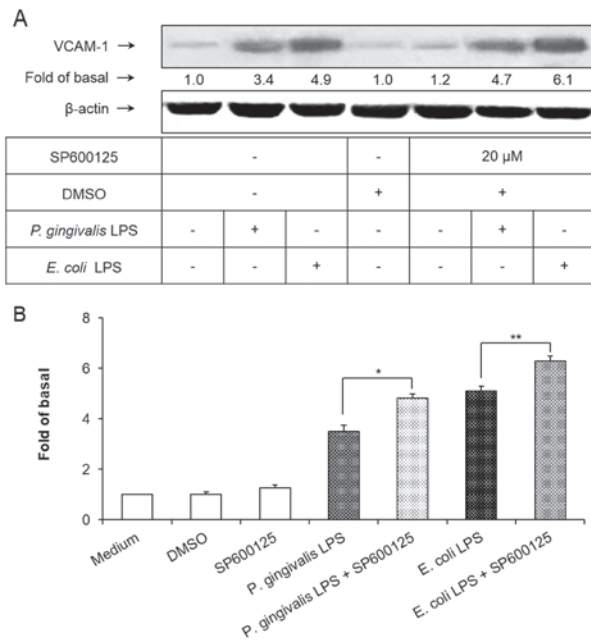 A
VCAM-1 →
Fold of basal 1.0 3.4 4.9 1.0 1.2 4.7 6.1
β-actin →
SP600125 - - 20 μM
DMSO - + +
P. gingivalis LPS - + - - - + -
E. coli LPS - - + - - - +
B
Fold of basal
8
6
4
2
0
*
**
Medium
DMSO
SP600125
P. gingivalis LPS
P. gingivalis LPS + SP600125
E. coli LPS
E. coli LPS + SP600125